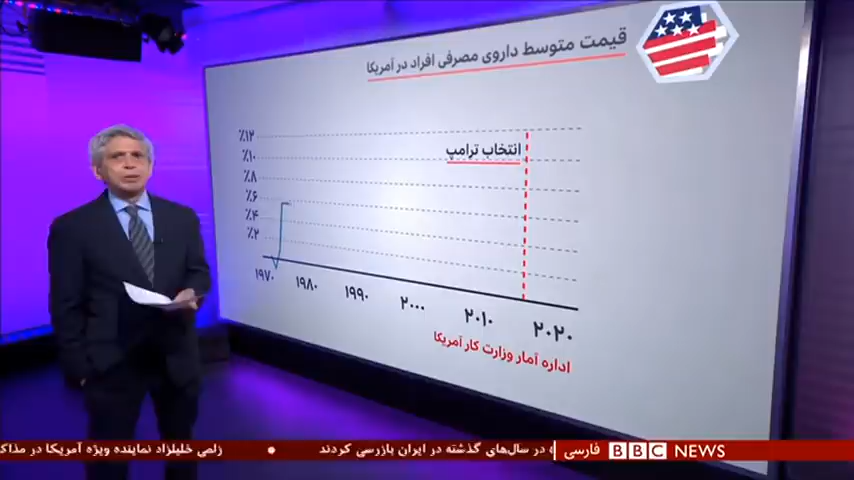 قیمت متوسط داروی مصرفی افراد در آمریکا
٪۱۲
٪۱۰
٪۸
٪۶
٪۴
٪۲
انتخاب ترامپ
۱۹۷۰ ۱۹۸۰ ۱۹۹۰ ۲۰۰۰ ۲۰۱۰ ۲۰۲۰
اداره آمار وزارت کار آمریکا
BBC NEWS فارسی
در سال‌های گذشته در ایران بازرسی کردند • زلمی خلیلزاد نماینده ویژه آمریکا در مذاک